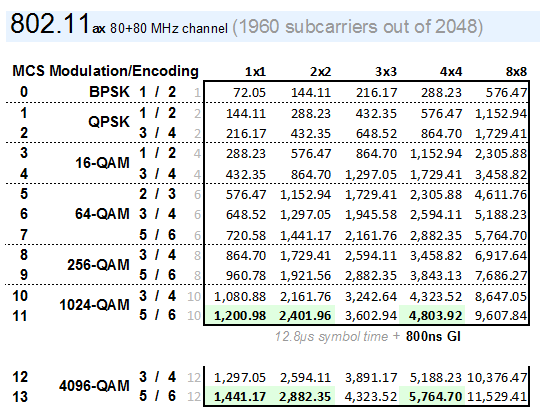 802.11ax 80+80 MHz channel (1960 subcarriers out of 2048)
MCS Modulation/Encoding 1x1 2x2 3x3 4x4 8x8
0 BPSK 1 / 2 1 72.05 144.11 216.17 288.23 576.47
1 QPSK 1 / 2 2 144.11 288.23 432.35 576.47 1,152.94
2 3 / 4 2 216.17 432.35 648.52 864.70 1,729.41
3 16-QAM 1 / 2 4 288.23 576.47 864.70 1,152.94 2,305.88
4 3 / 4 4 432.35 864.70 1,297.05 1,729.41 3,458.82
5 64-QAM 2 / 3 6 576.47 1,152.94 1,729.41 2,305.88 4,611.76
6 3 / 4 6 648.52 1,297.05 1,945.58 2,594.11 5,188.23
7 5 / 6 6 720.58 1,441.17 2,161.76 2,882.35 5,764.70
8 256-QAM 3 / 4 8 864.70 1,729.41 2,594.11 3,458.82 6,917.64
9 5 / 6 8 960.78 1,921.56 2,882.35 3,843.13 7,686.27
10 1024-QAM 3 / 4 10 1,080.88 2,161.76 3,242.64 4,323.52 8,647.05
11 5 / 6 10 1,200.98 2,401.96 3,602.94 4,803.92 9,607.84
12.8µs symbol time + 800ns GI
12 4096-QAM 3 / 4 12 1,297.05 2,594.11 3,891.17 5,188.23 10,376.47
13 5 / 6 12 1,441.17 2,882.35 4,323.52 5,764.70 11,529.41